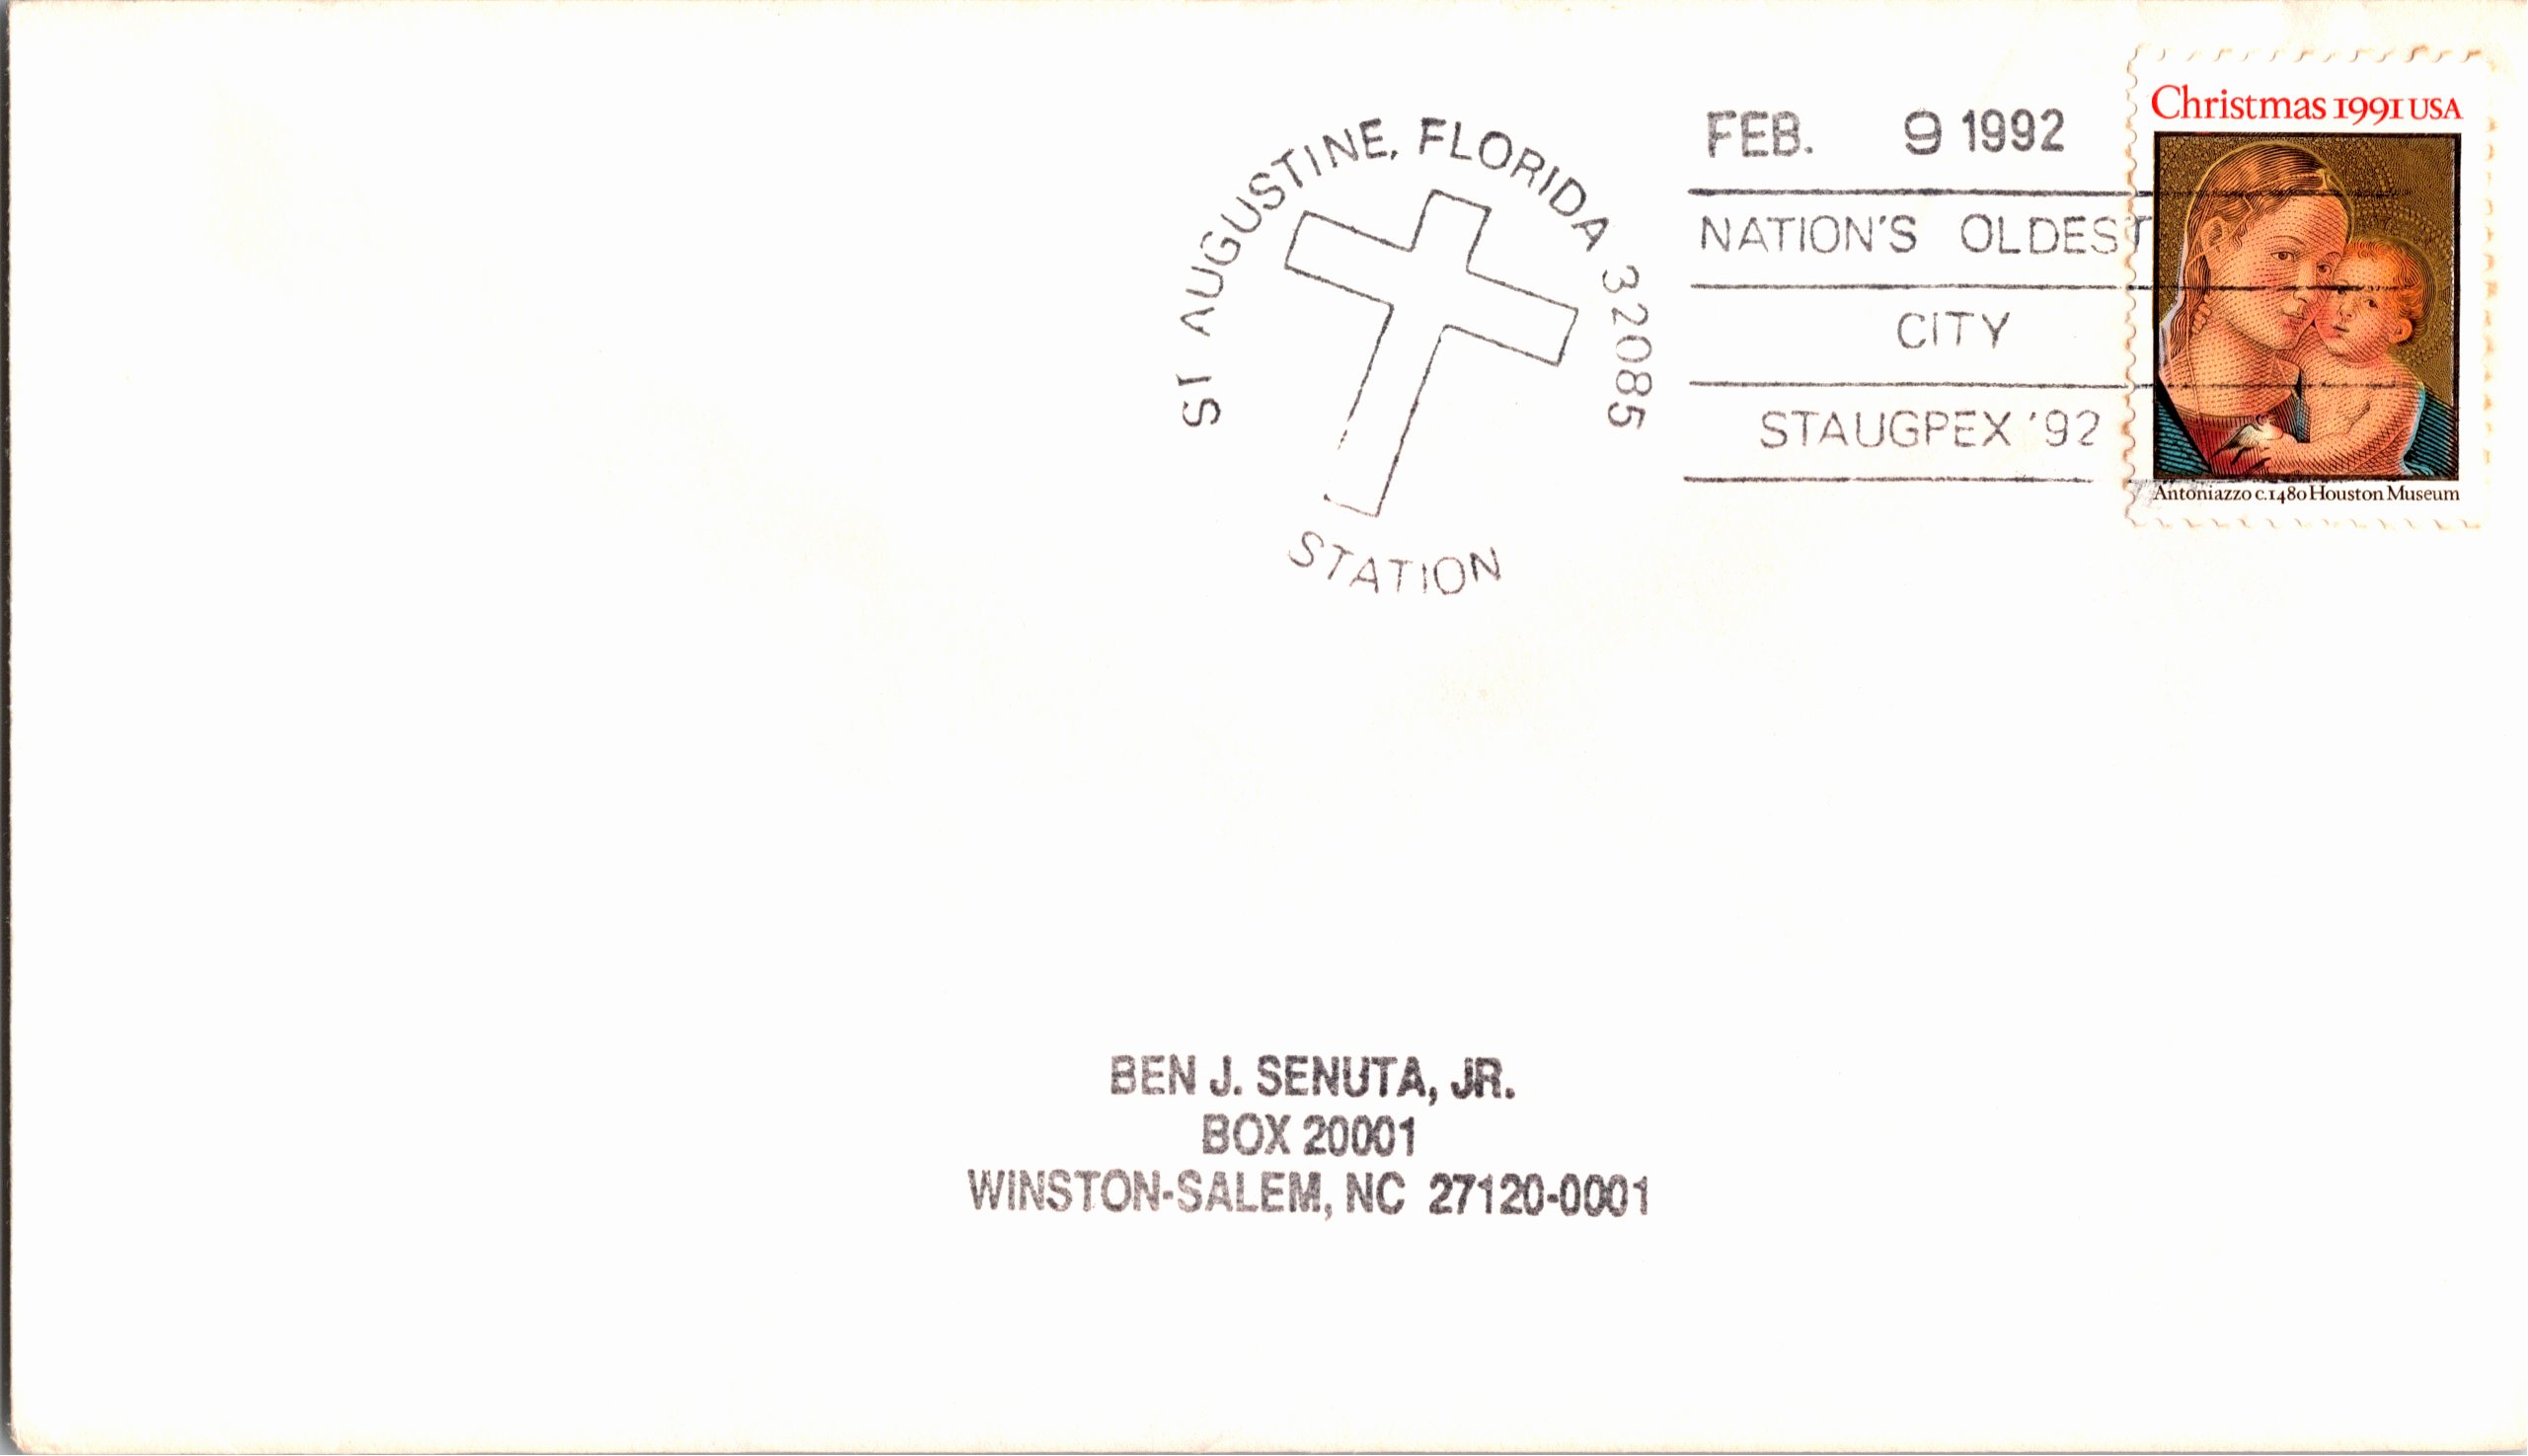 ST AUGUSTINE, FLORIDA 32085
STATION
FEB. 9 1992
NATION'S OLDEST
CITY
STAUGPEX '92
Christmas 1991 USA
Antoniazzo c.1480 Houston Museum
BEN J. SENUTA, JR.
BOX 20001
WINSTON-SALEM, NC 27120-0001